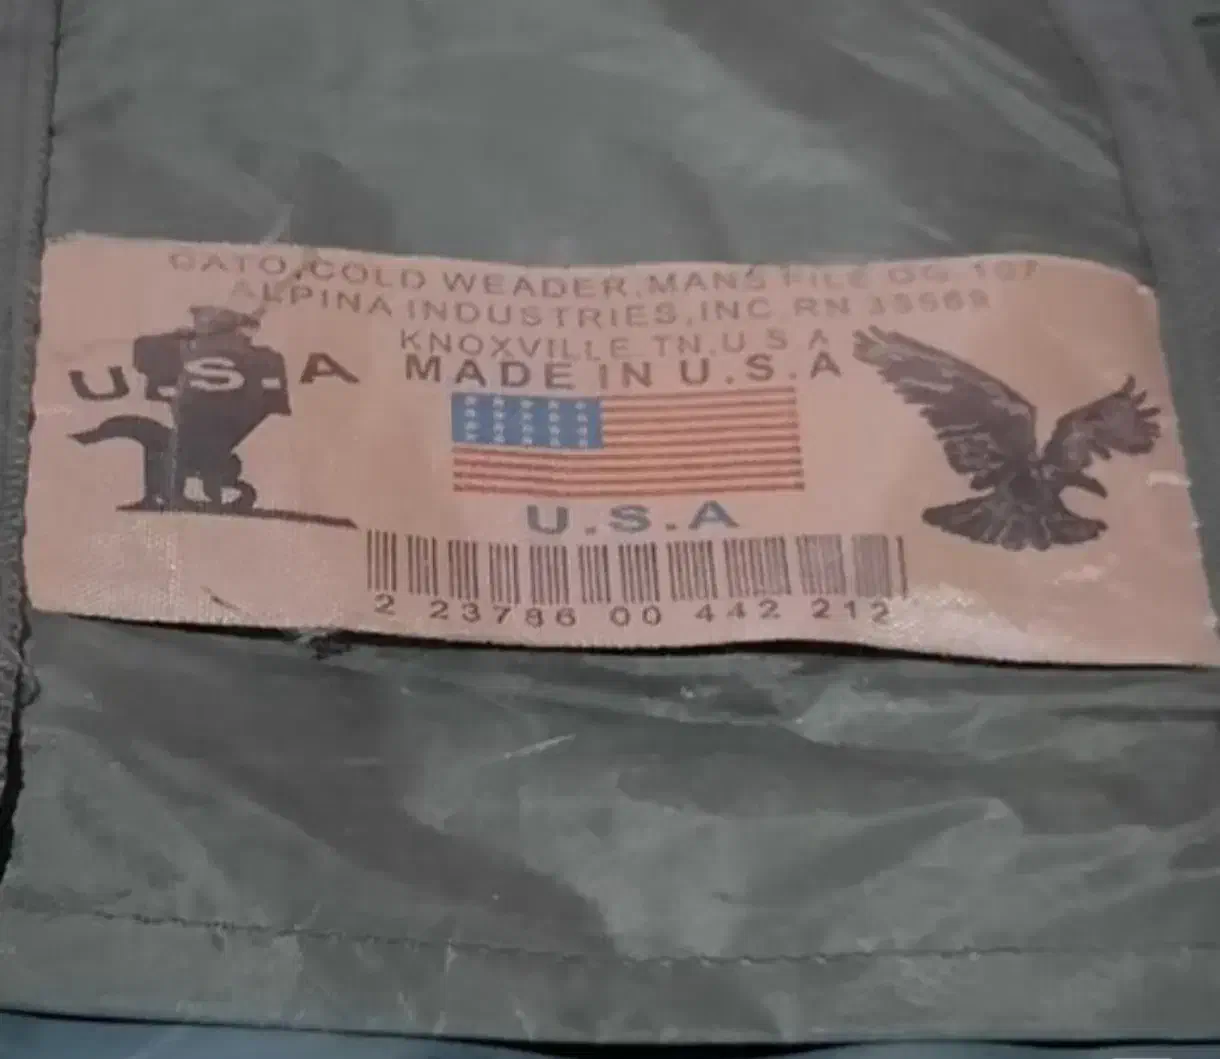 GATO,COLD WEADER,MANS FILE OG 107
ALPINA INDUSTRIES,INC RN
KNOXVILLE TN,U S A
U.S.A
MADE IN U.S.A
U.S.A
2 23786 00 442 212